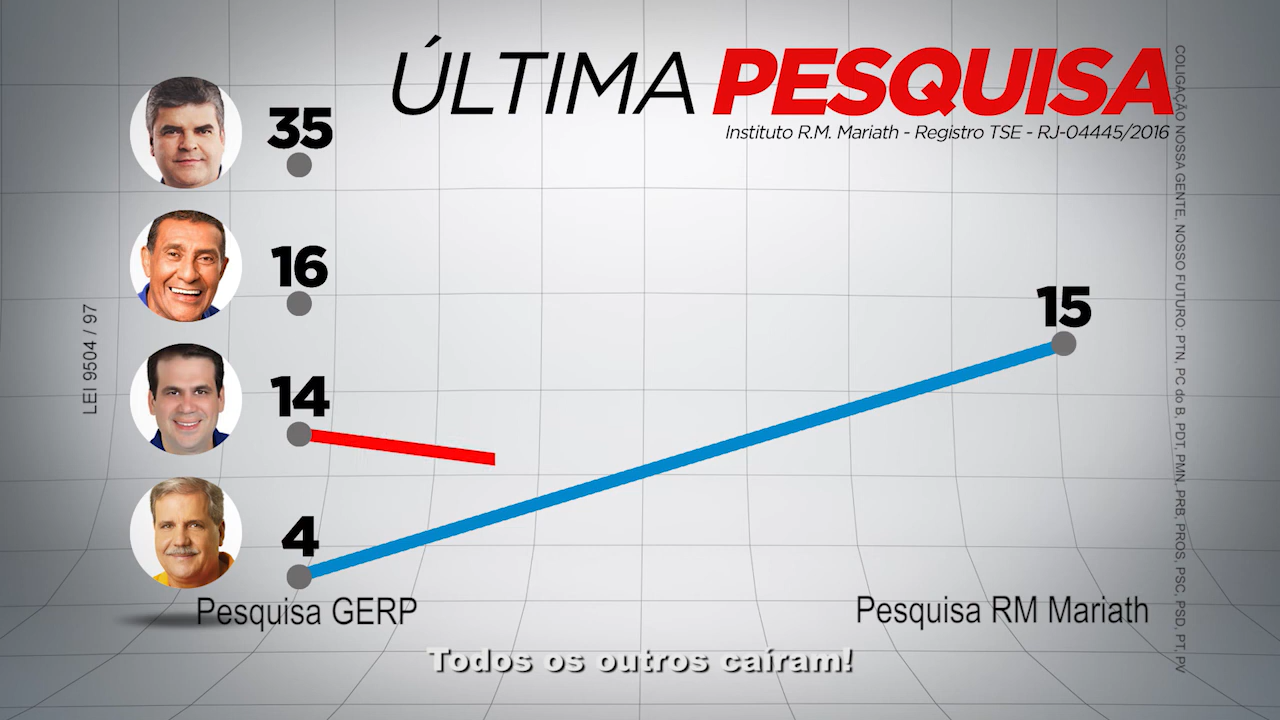 ÚLTIMA PESQUISA
Instituto R.M. Mariath - Registro TSE - RJ-04445/2016
35
16
14
4
15
Pesquisa GERP
Pesquisa RM Mariath
Todos os outros caíram!
LEI 9504 / 97
COLIGAÇÃO NOSSA GENTE, NOSSO FUTURO: PTN, PC do B, PDT, PMN, PRB, PROS, PSC, PSD, PT, PV